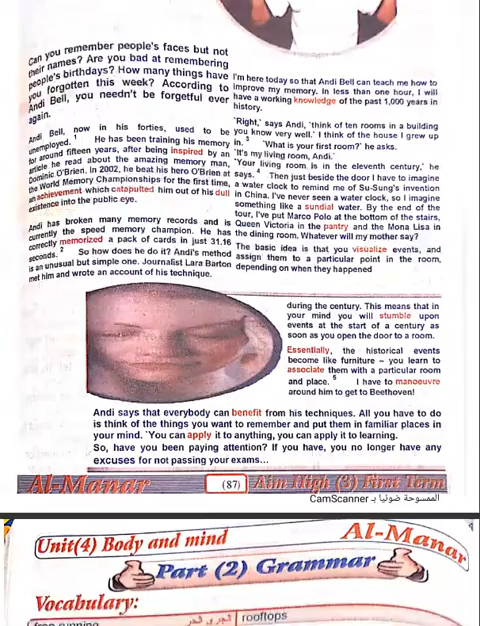 Can you remember people's faces but not
their names? Are you bad at remembering
people's birthdays? How many things have
you forgotten this week? According to
Andi Bell, you needn't be forgetful ever
again.
Andi Bell, now in his forties, used to be
unemployed. 1 He has been training his memory
for around fifteen years, after being inspired by an
article he read about the amazing memory man,
Dominic O'Brien. In 2002, he beat his hero O'Brien at
the World Memory Championships for the first time,
an achievement which catapulted him out of his dull
existence into the public eye.
Andi has broken many memory records and is
currently the speed memory champion. He has
correctly memorized a pack of cards in just 31.16
seconds. 2 So how does he do it? Andi's method
is an unusual but simple one. Journalist Lara Barton
met him and wrote an account of his technique.
I'm here today so that Andi Bell can teach me how to
improve my memory. In less than one hour, I will
have a working knowledge of the past 1,000 years in
history.
'Right,' says Andi, 'think of ten rooms in a building
you know very well.' I think of the house I grew up
in. 3 'What is your first room?' he asks.
'It's my living room, Andi.'
'Your living room is in the eleventh century,' he
says. 4 Then just beside the door I have to imagine
a water clock to remind me of Su-Sung's invention
in China. I've never seen a water clock, so I imagine
something like a sundial water. By the end of the
tour, I've put Marco Polo at the bottom of the stairs,
Queen Victoria in the pantry and the Mona Lisa in
the dining room. Whatever will my mother say?
The basic idea is that you visualize events, and
assign them to a particular point in the room,
depending on when they happened
during the century. This means that in
your mind you will stumble upon
events at the start of a century as
soon as you open the door to a room.
Essentially, the historical events
become like furniture – you learn to
associate them with a particular room
and place. 5 I have to manoeuvre
around him to get to Beethoven!
Andi says that everybody can benefit from his techniques. All you have to do
is think of the things you want to remember and put them in familiar places in
your mind. 'You can apply it to anything, you can apply it to learning.
So, have you been paying attention? If you have, you no longer have any
excuses for not passing your exams...
Al-Manar (87) Aim High (3) First Term
الممسوحة ضوئيا بـ CamScanner
Unit(4) Body and mind
Al-Manar
Part (2) Grammar
Vocabulary:
free running الجري الحر rooftops